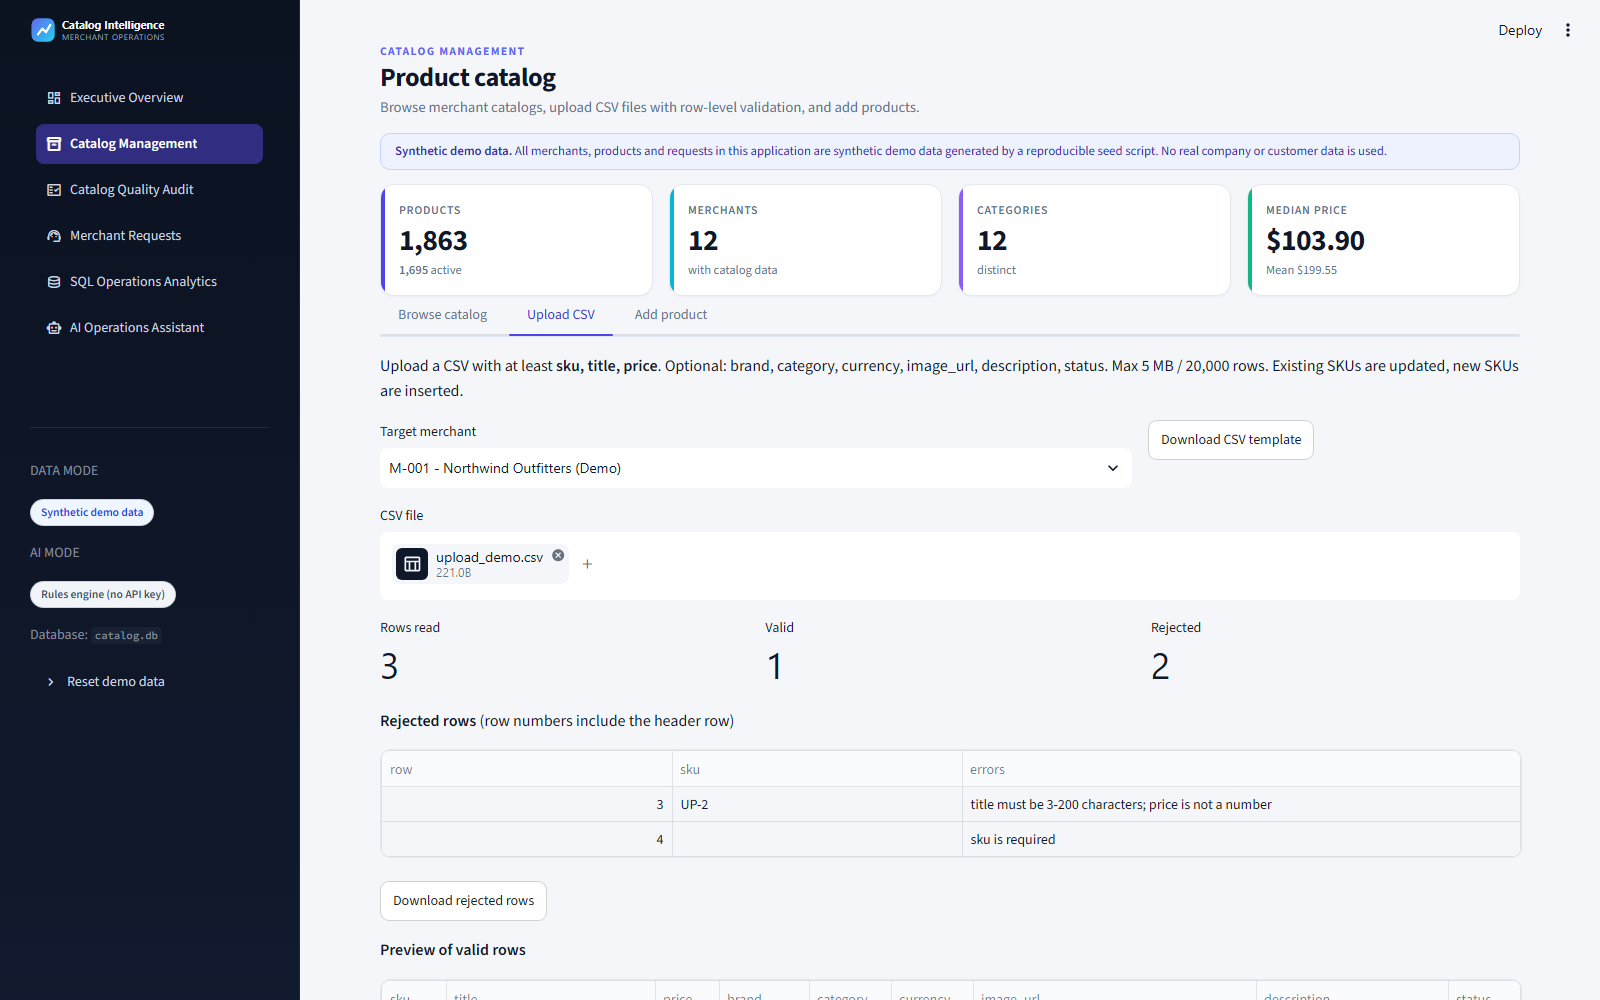 Catalog Intelligence
MERCHANT OPERATIONS
Executive Overview
Catalog Management
Catalog Quality Audit
Merchant Requests
SQL Operations Analytics
AI Operations Assistant
DATA MODE
Synthetic demo data
AI MODE
Rules engine (no API key)
Database: catalog.db
Reset demo data
Deploy
CATALOG MANAGEMENT
Product catalog
Browse merchant catalogs, upload CSV files with row-level validation, and add products.
Synthetic demo data. All merchants, products and requests in this application are synthetic demo data generated by a reproducible seed script. No real company or customer data is used.
PRODUCTS
1,863
1,695 active
MERCHANTS
12
with catalog data
CATEGORIES
12
distinct
MEDIAN PRICE
$103.90
Mean $199.55
Browse catalog
Upload CSV
Add product
Upload a CSV with at least sku, title, price. Optional: brand, category, currency, image_url, description, status. Max 5 MB / 20,000 rows. Existing SKUs are updated, new SKUs
are inserted.
Target merchant
M-001 - Northwind Outfitters (Demo)
Download CSV template
CSV file
upload_demo.csv
221.0B
Rows read
3
Valid
1
Rejected
2
Rejected rows (row numbers include the header row)
row sku errors
3 UP-2 title must be 3-200 characters; price is not a number
4 sku is required
Download rejected rows
Preview of valid rows
sku title price brand category currency image_url description status